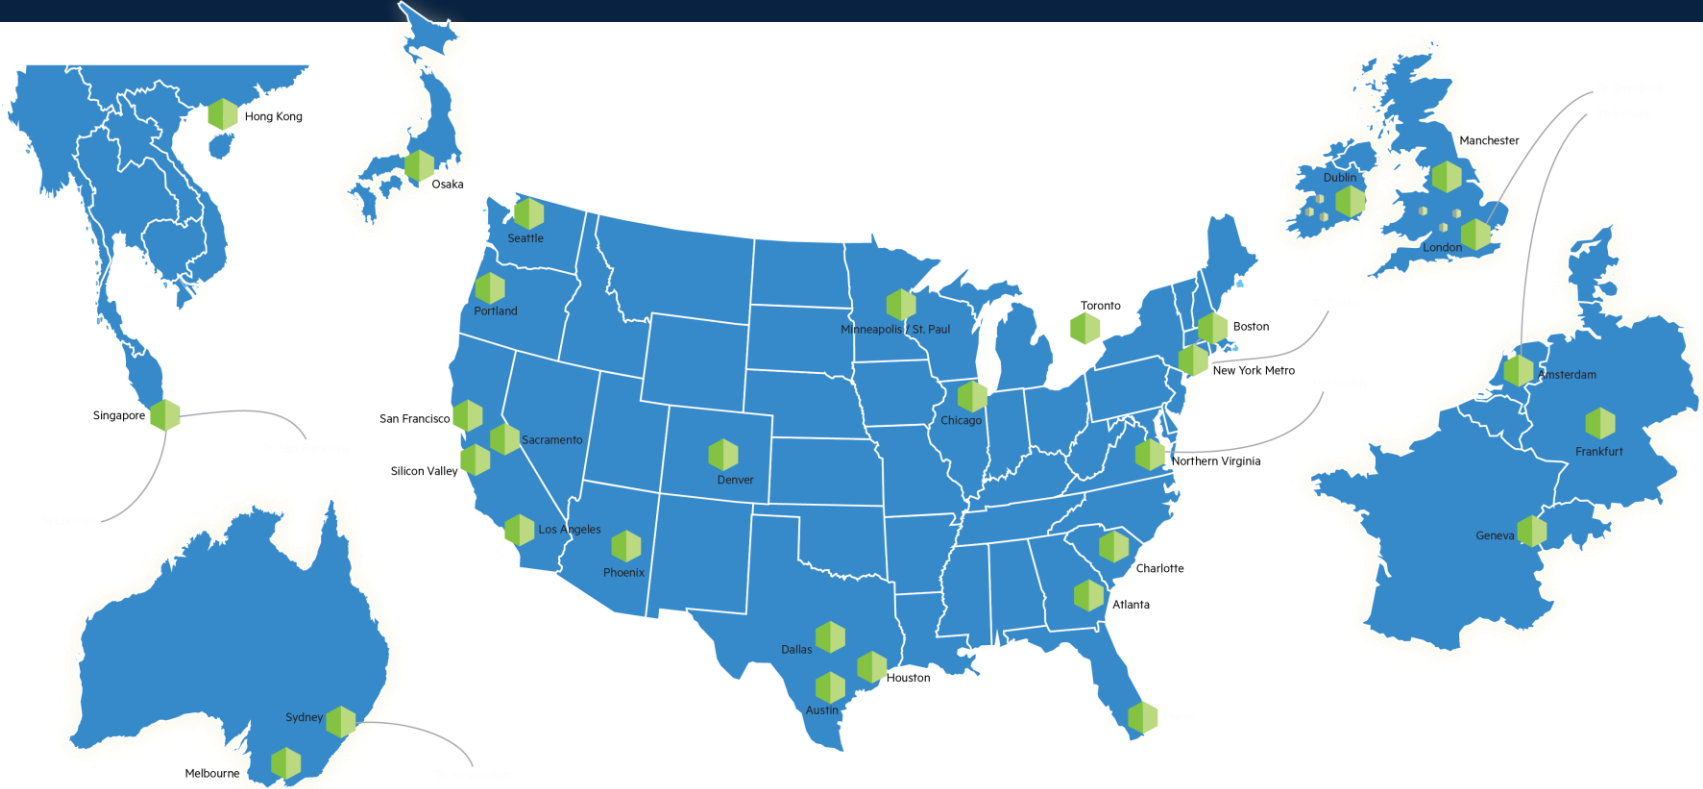 Hong Kong
Osaka
Singapore
Sydney
Melbourne
Seattle
Portland
San Francisco
Sacramento
Silicon Valley
Los Angeles
Phoenix
Denver
Minneapolis / St. Paul
Chicago
Dallas
Houston
Austin
Toronto
Boston
New York Metro
Northern Virginia
Charlotte
Atlanta
Manchester
Dublin
London
Amsterdam
Frankfurt
Geneva